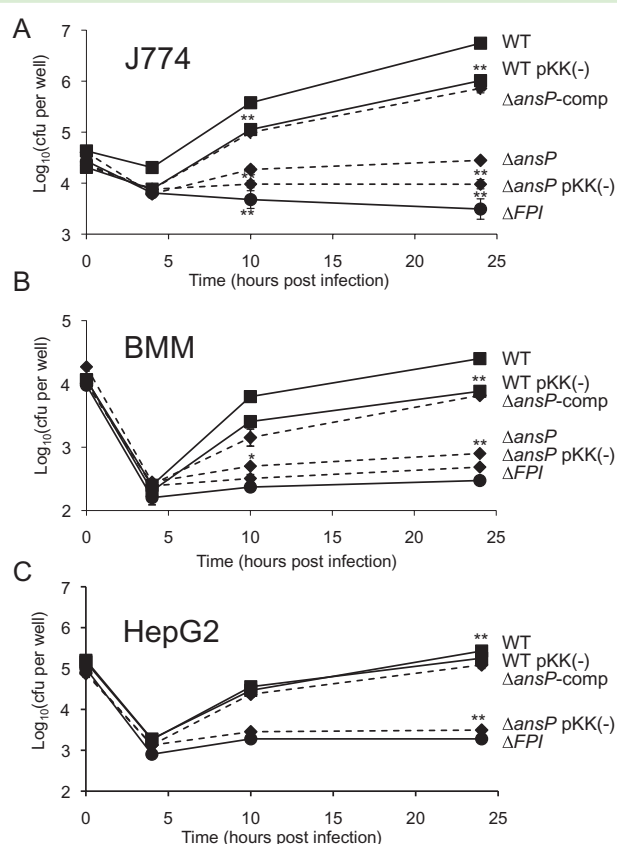 A
J774
Log10(cfu per well)
7
6
5
4
3
0
5
10
15
20
25
Time (hours post infection)
**
**
**
**
**
**
WT
WT pKK(-)
ΔansP-comp
ΔansP
ΔansP pKK(-)
ΔFPI
B
BMM
Log10(cfu per well)
5
4
3
2
0
5
10
15
20
25
Time (hours post infection)
*
**
**
WT
WT pKK(-)
ΔansP-comp
ΔansP
ΔansP pKK(-)
ΔFPI
C
HepG2
Log10(cfu per well)
7
6
5
4
3
2
0
5
10
15
20
25
Time (hours post infection)
**
**
WT
WT pKK(-)
ΔansP-comp
ΔansP pKK(-)
ΔFPI